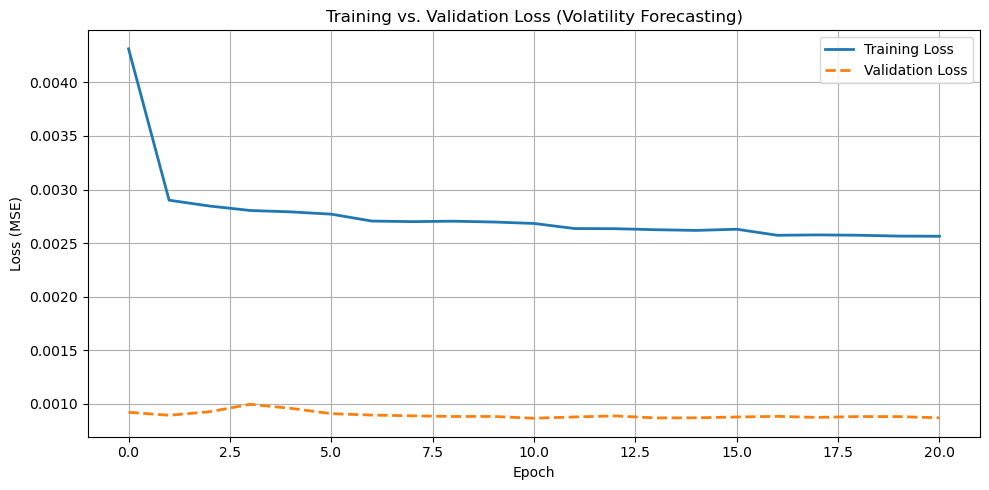 Training vs. Validation Loss (Volatility Forecasting)
Training Loss
Validation Loss
Loss (MSE)
0.0040
0.0035
0.0030
0.0025
0.0020
0.0015
0.0010
0.0 2.5 5.0 7.5 10.0 12.5 15.0 17.5 20.0
Epoch